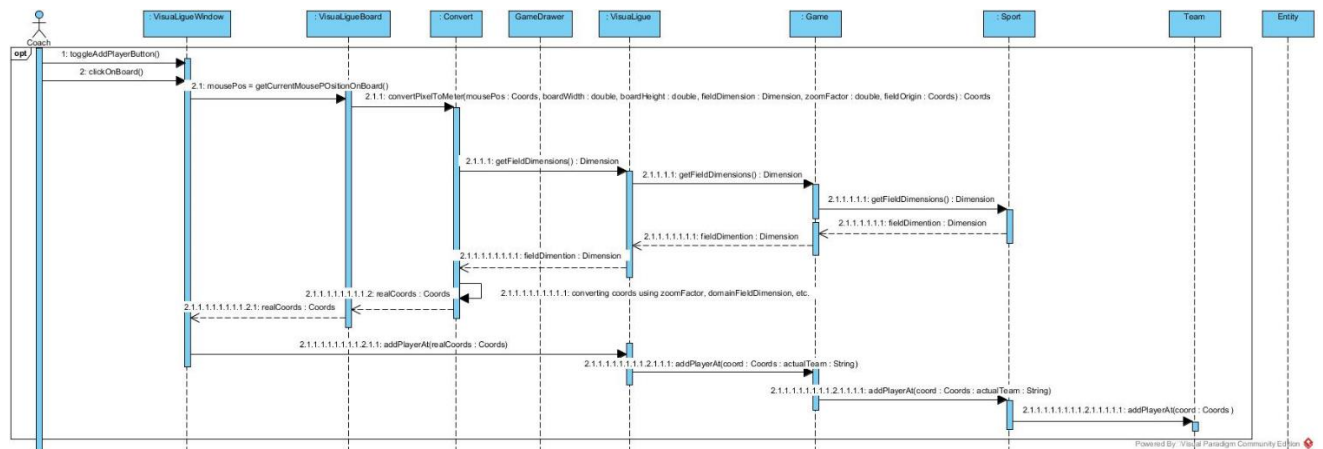 : VisuaLigueWindow
: VisuaLigueBoard
: Convert
GameDrawer
: VisuaLigue
: Game
: Sport
Team
Entity
Coach
opt
1: toggleAddPlayerButton()
2: clickOnBoard()
2.1: mousePos = getCurrentMousePOsitionOnBoard()
2.1.1: convertPixelToMeter(mousePos : Coords, boardWidth : double, boardHeight : double, fieldDimension : Dimension, zoomFactor : double, fieldOrigin : Coords) : Coords
2.1.1.1: getFieldDimensions() : Dimension
2.1.1.1.1: getFieldDimensions() : Dimension
2.1.1.1.1.1: getFieldDimensions() : Dimension
2.1.1.1.1.1.1: fieldDimention : Dimension
2.1.1.1.1.1.1.1: fieldDimention : Dimension
2.1.1.1.1.1.1.1.1: fieldDimention : Dimension
2.1.1.1.1.1.1.1.1.2: realCoords : Coords
2.1.1.1.1.1.1.1.1.1: converting coords using zoomFactor, domainFieldDimension, etc.
2.1.1.1.1.1.1.1.1.2.1: realCoords : Coords
2.1.1.1.1.1.1.1.1.2.1.1: addPlayerAt(realCoords : Coords)
2.1.1.1.1.1.1.1.1.2.1.1.1: addPlayerAt(coord : Coords : actualTeam : String)
2.1.1.1.1.1.1.1.1.2.1.1.1.1: addPlayerAt(coord : Coords : actualTeam : String)
2.1.1.1.1.1.1.1.1.2.1.1.1.1.1: addPlayerAt(coord : Coords )
Powered By Visual Paradigm Community Edition